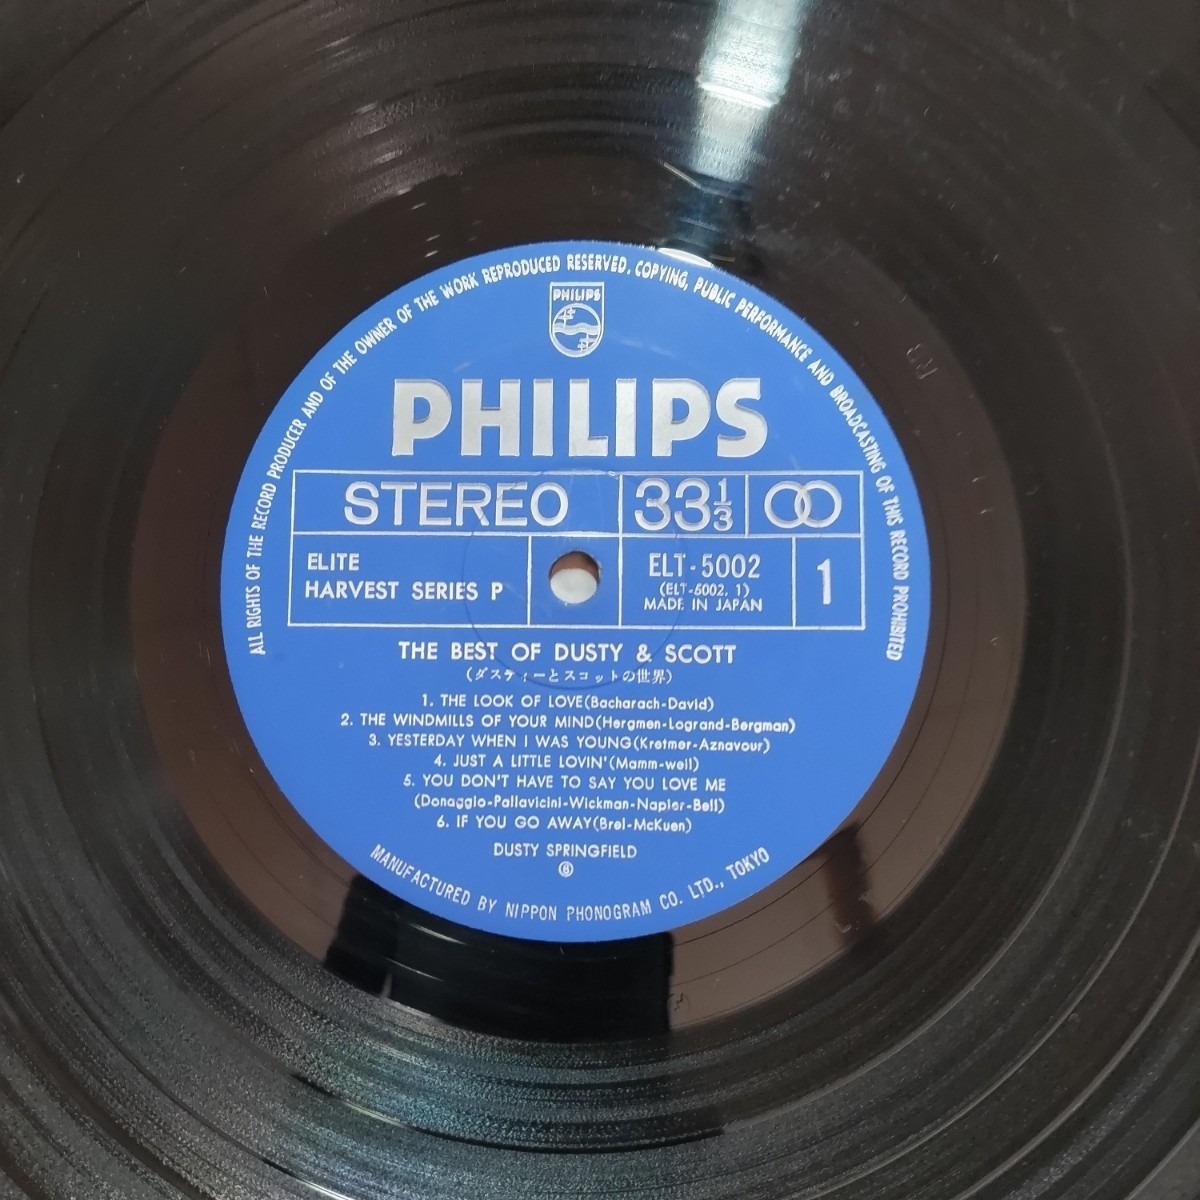 ALL RIGHTS OF THE RECORD PRODUCER AND OF THE OWNER OF THE WORK REPRODUCED RESERVED. COPYING, PUBLIC PERFORMANCE AND BROADCASTING OF THIS RECORD PROHIBITED
PHILIPS
PHILIPS
STEREO 33 1/3
ELITE
HARVEST SERIES P
ELT-5002
(ELT-5002. 1)
MADE IN JAPAN
1
THE BEST OF DUSTY & SCOTT
(ダスティーとスコットの世界)
1. THE LOOK OF LOVE(Bacharach-David)
2. THE WINDMILLS OF YOUR MIND(Hergmen-Logrand-Bergman)
3. YESTERDAY WHEN I WAS YOUNG(Kretmer-Aznavour)
4. JUST A LITTLE LOVIN'(Mamm-well)
5. YOU DON'T HAVE TO SAY YOU LOVE ME
(Donaggio-Pallavicini-Wickman-Napier-Bell)
6. IF YOU GO AWAY(Brel-McKuen)
DUSTY SPRINGFIELD
MANUFACTURED BY NIPPON PHONOGRAM CO. LTD., TOKYO